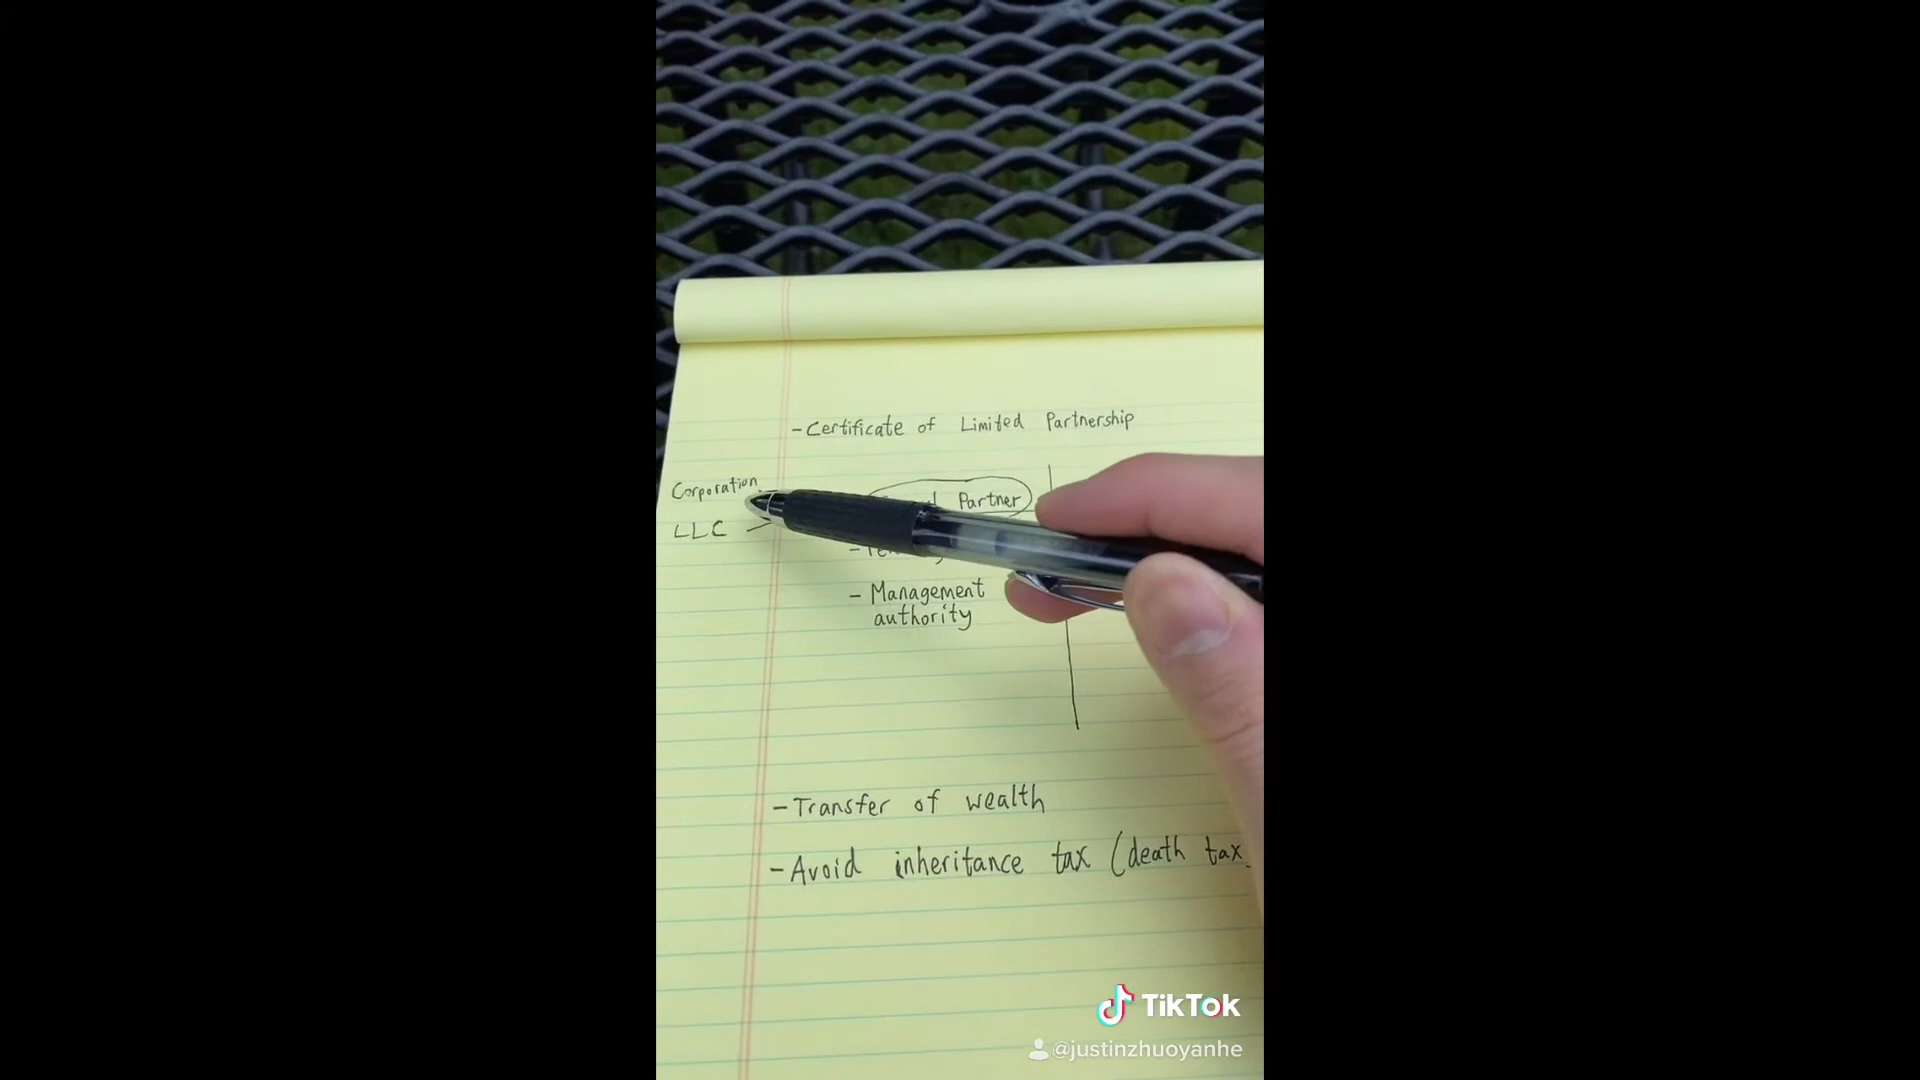 - Certificate of Limited Partnership
Corporation
Partner
LLC
- Management
authority
- Transfer of wealth
- Avoid inheritance tax (death tax
TikTok
@justinzhuoyanhe